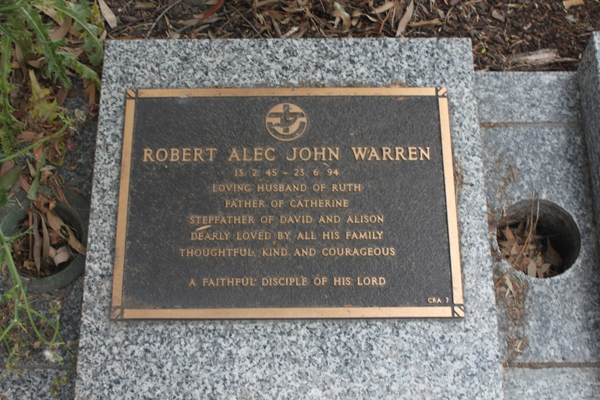 ROBERT ALEC JOHN WARREN
13. 2. 45 - 23. 6. 94
LOVING HUSBAND OF RUTH
FATHER OF CATHERINE
STEPFATHER OF DAVID AND ALISON
DEARLY LOVED BY ALL HIS FAMILY
THOUGHTFUL, KIND AND COURAGEOUS
A FAITHFUL DISCIPLE OF HIS LORD
CRA. 7